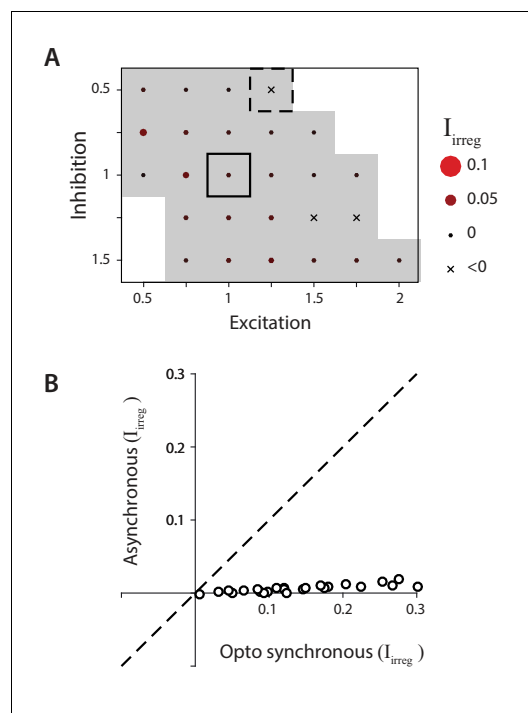 A
0.5
1
1.5
Inhibition
0.5
1
1.5
2
Excitation
I irreg
0.1
0.05
0
<0
B
0.3
0.2
0.1
Asynchronous (I irreg)
0.1
0.2
0.3
Opto synchronous (I irreg)